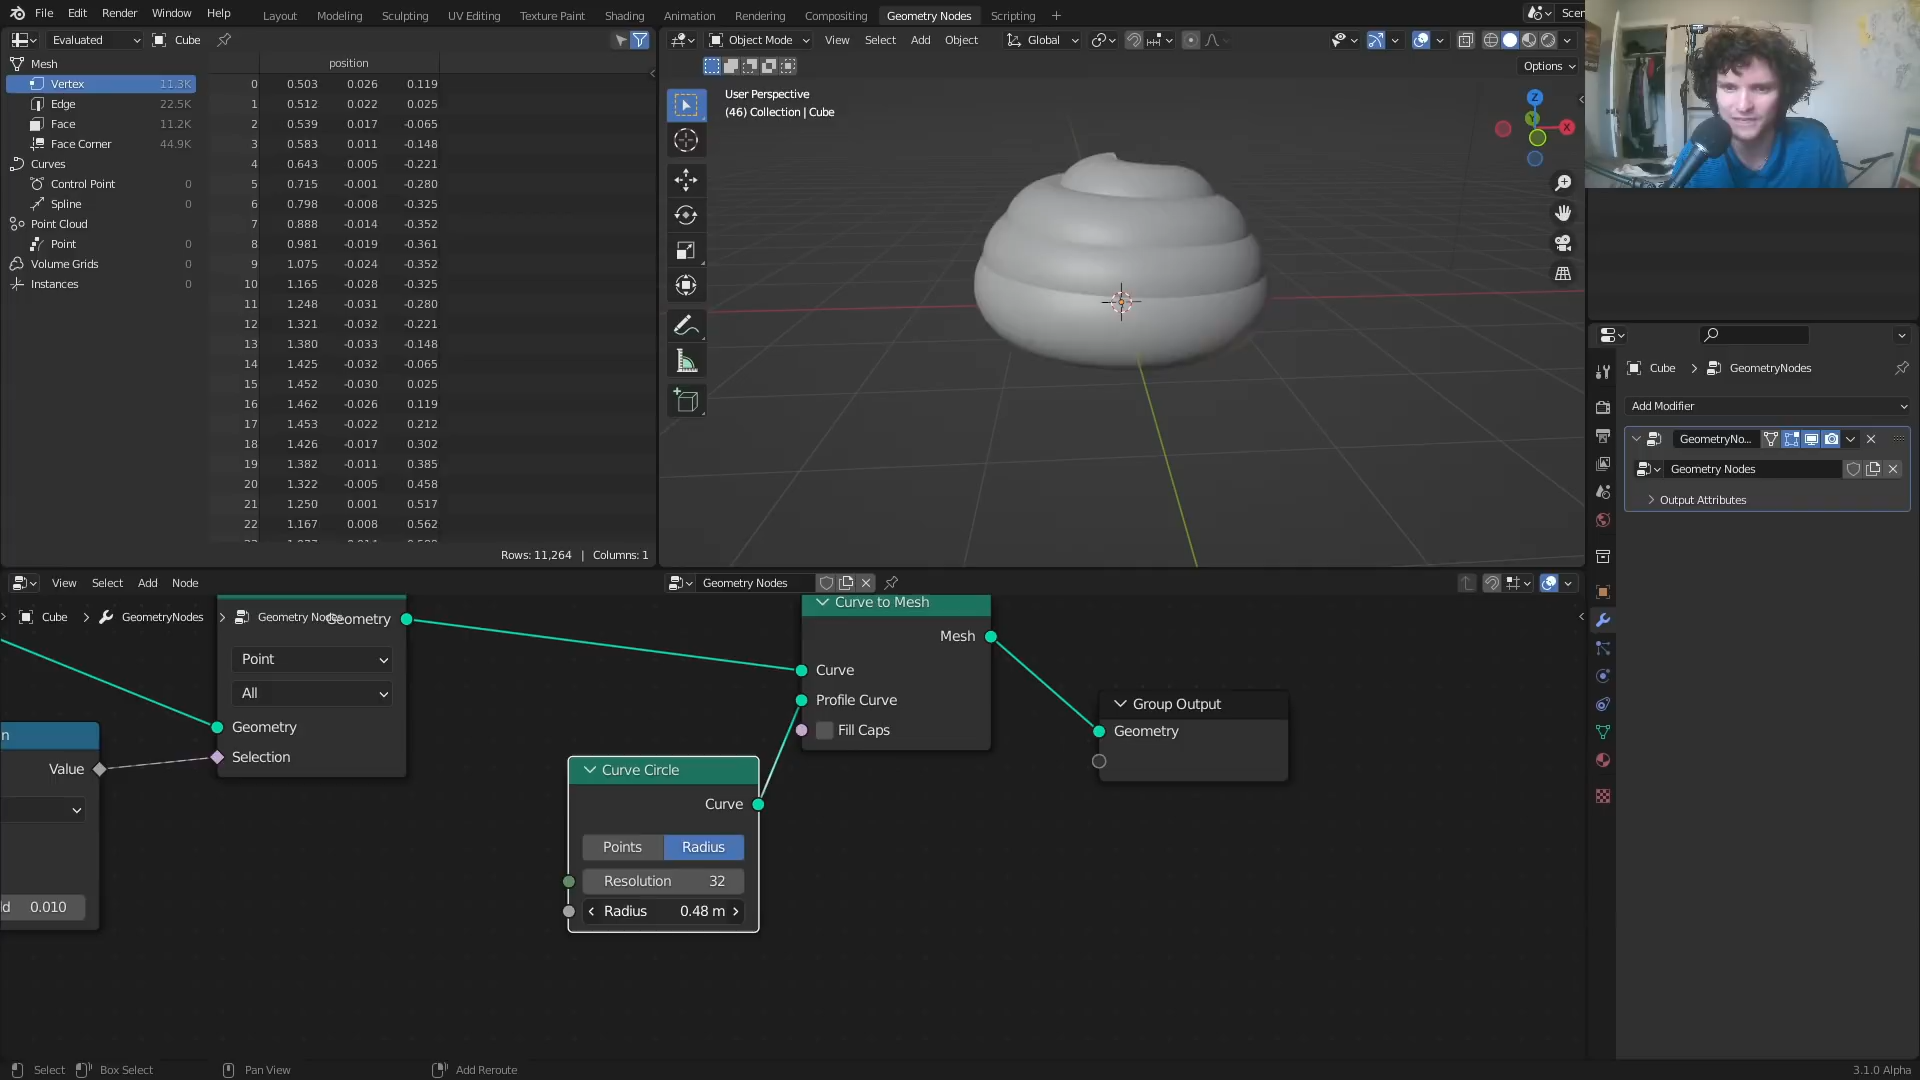 File Edit Render Window Help
Layout Modeling Sculpting UV Editing Texture Paint Shading Animation Rendering Compositing Geometry Nodes Scripting +
Scen
Evaluated Cube
Object Mode View Select Add Object Global
Options
Mesh
Vertex 11.3K
Edge 22.5K
Face 11.2K
Face Corner 44.9K
Curves
Control Point 0
Spline 0
Point Cloud
Point 0
Volume Grids 0
Instances 0
position
0 0.503 0.026 0.119
1 0.512 0.022 0.025
2 0.539 0.017 -0.065
3 0.583 0.011 -0.148
4 0.643 0.005 -0.221
5 0.715 -0.001 -0.280
6 0.798 -0.008 -0.325
7 0.888 -0.014 -0.352
8 0.981 -0.019 -0.361
9 1.075 -0.024 -0.352
10 1.165 -0.028 -0.325
11 1.248 -0.031 -0.280
12 1.321 -0.032 -0.221
13 1.380 -0.033 -0.148
14 1.425 -0.032 -0.065
15 1.452 -0.030 0.025
16 1.462 -0.026 0.119
17 1.453 -0.022 0.212
18 1.426 -0.017 0.302
19 1.382 -0.011 0.385
20 1.322 -0.005 0.458
21 1.250 0.001 0.517
22 1.167 0.008 0.562
Rows: 11,264 | Columns: 1
User Perspective
(46) Collection | Cube
Z
Y
X
Cube GeometryNodes
Add Modifier
GeometryNo...
Geometry Nodes
Output Attributes
View Select Add Node
Geometry Nodes
Cube GeometryNodes Geometry Nodes
Geometry
Point
All
Geometry
Selection
n
Value
ld 0.010
Curve to Mesh
Mesh
Curve
Profile Curve
Fill Caps
Group Output
Geometry
Curve Circle
Curve
Points Radius
Resolution 32
Radius 0.48 m
Select Box Select Pan View Add Reroute
3.1.0 Alpha